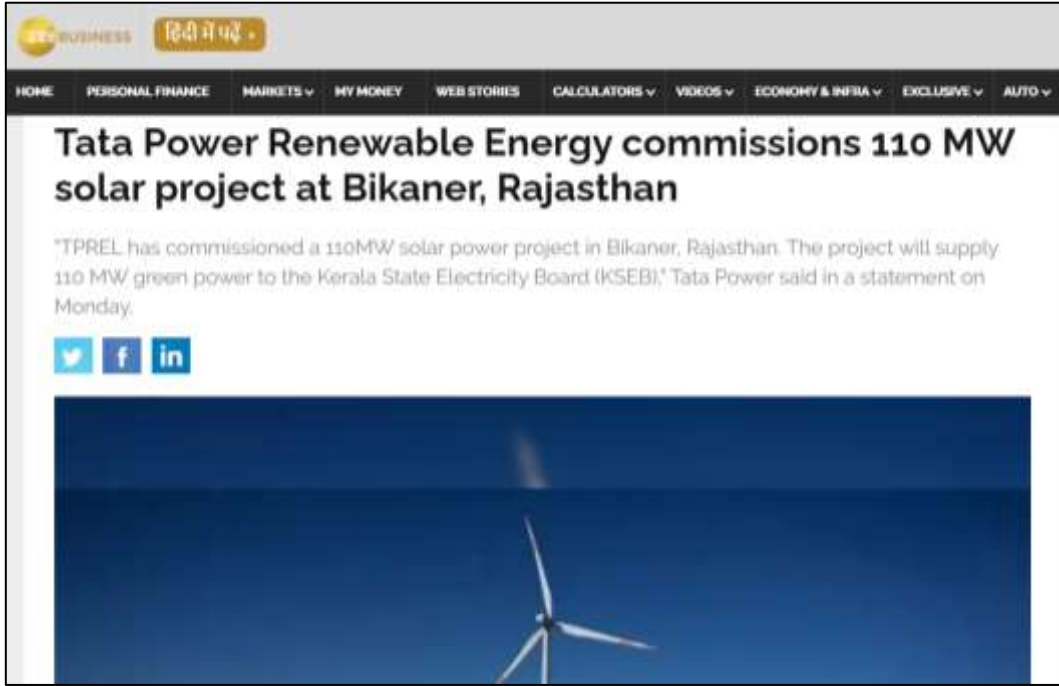 BUSINESS
हिंदी में पढ़ें
HOME PERSONAL FINANCE MARKETS MY MONEY WEB STORIES CALCULATORS VIDEOS ECONOMY & INFRA EXCLUSIVE AUTO
Tata Power Renewable Energy commissions 110 MW
solar project at Bikaner, Rajasthan
"TPREL has commissioned a 110MW solar power project in Bikaner, Rajasthan. The project will supply
110 MW green power to the Kerala State Electricity Board (KSEB)," Tata Power said in a statement on
Monday.
f
in